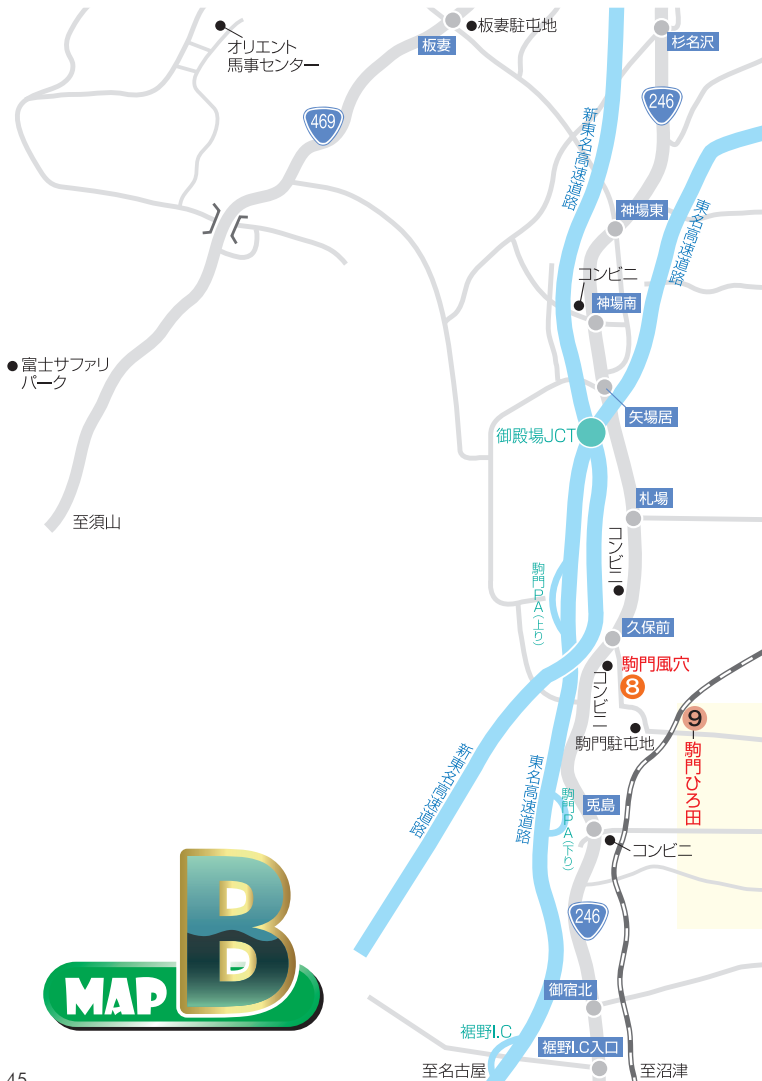 オリエント
馬事センター
板妻
板妻駐屯地
杉名沢
469
246
新東名高速道路
神場東
東名高速道路
コンビニ
神場南
富士サファリ
パーク
矢場居
御殿場JCT
至須山
札場
コンビニ
駒門PA(上り)
久保前
駒門風穴
8
コンビニ
9
駒門ひろ田
駒門駐屯地
新東名高速道路
東名高速道路
駒門PA(下り)
兎島
コンビニ
246
B
MAP
御宿北
裾野I.C
裾野I.C入口
至名古屋
至沼津
45